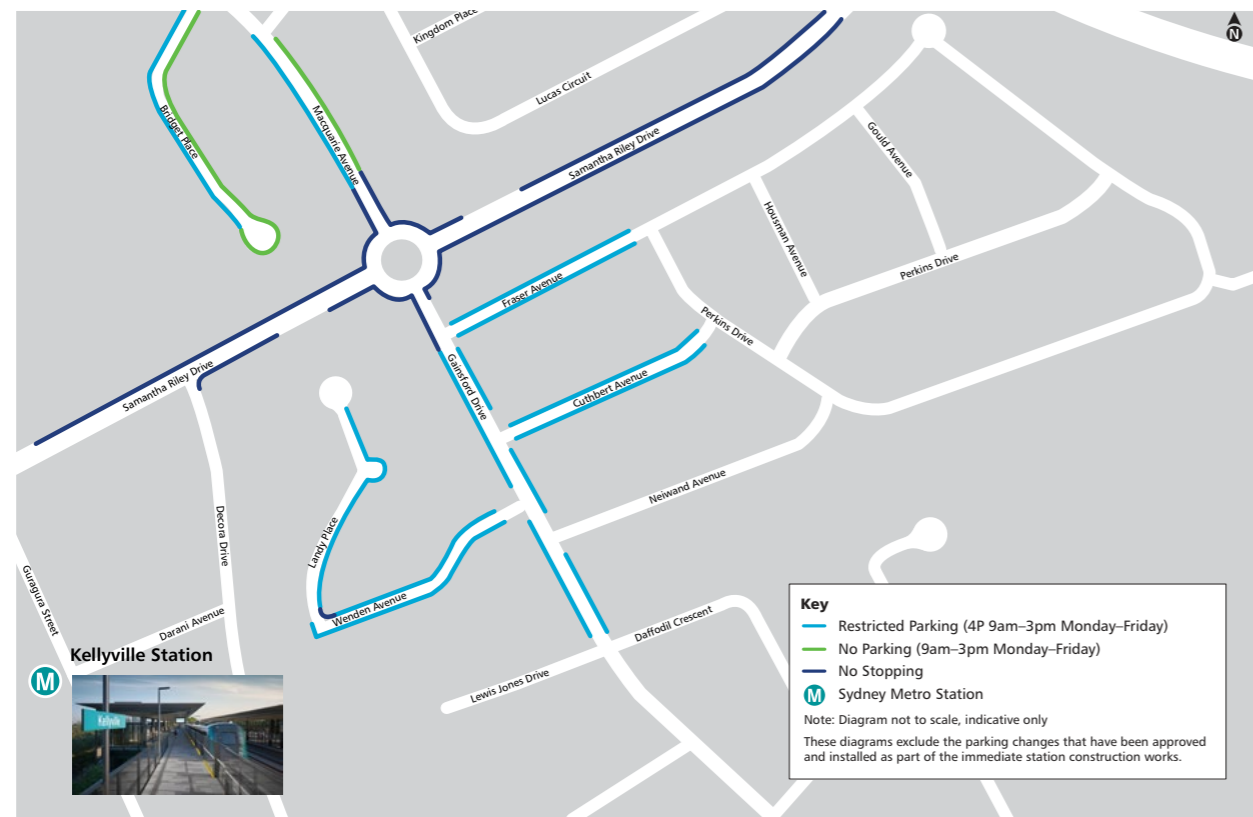 N
Kingdom Place
Lucas Circuit
Bridget Place
Macquarie Avenue
Samantha Riley Drive
Gould Avenue
Housman Avenue
Perkins Drive
Fraser Avenue
Perkins Drive
Samantha Riley Drive
Gainsford Drive
Cuthbert Avenue
Neiwand Avenue
Decora Drive
Landy Place
Wenden Avenue
Guragura Street
Darani Avenue
Daffodil Crescent
Lewis Jones Drive
Kellyville Station
M
Kellyville
Key
Restricted Parking (4P 9am–3pm Monday–Friday)
No Parking (9am–3pm Monday–Friday)
No Stopping
M Sydney Metro Station
Note: Diagram not to scale, indicative only
These diagrams exclude the parking changes that have been approved
and installed as part of the immediate station construction works.